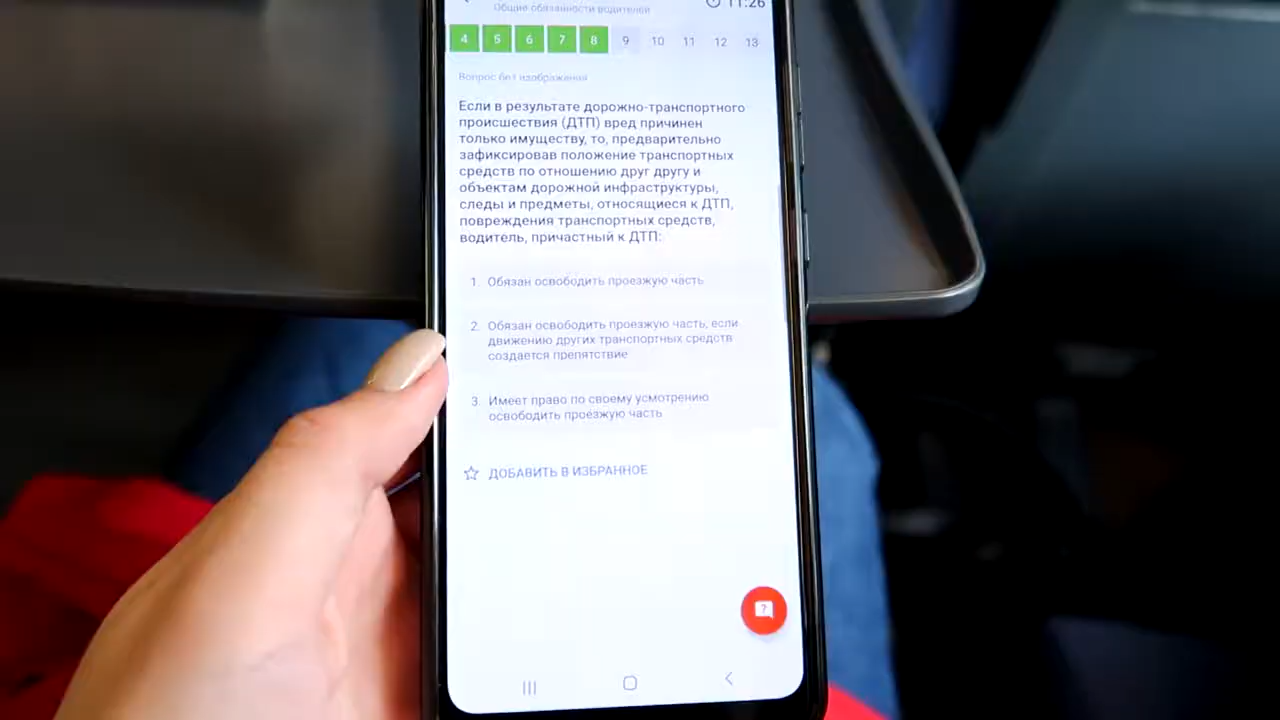 Общие обязанности водителей
11:26
4 5 6 7 8 9 10 11 12 13
Вопрос без изображения
Если в результате дорожно-транспортного
происшествия (ДТП) вред причинен
только имуществу, то, предварительно
зафиксировав положение транспортных
средств по отношению друг другу и
объектам дорожной инфраструктуры,
следы и предметы, относящиеся к ДТП,
повреждения транспортных средств,
водитель, причастный к ДТП:
1. Обязан освободить проезжую часть
2. Обязан освободить проезжую часть, если
движению других транспортных средств
создается препятствие
3. Имеет право по своему усмотрению
освободить проезжую часть
ДОБАВИТЬ В ИЗБРАННОЕ
?